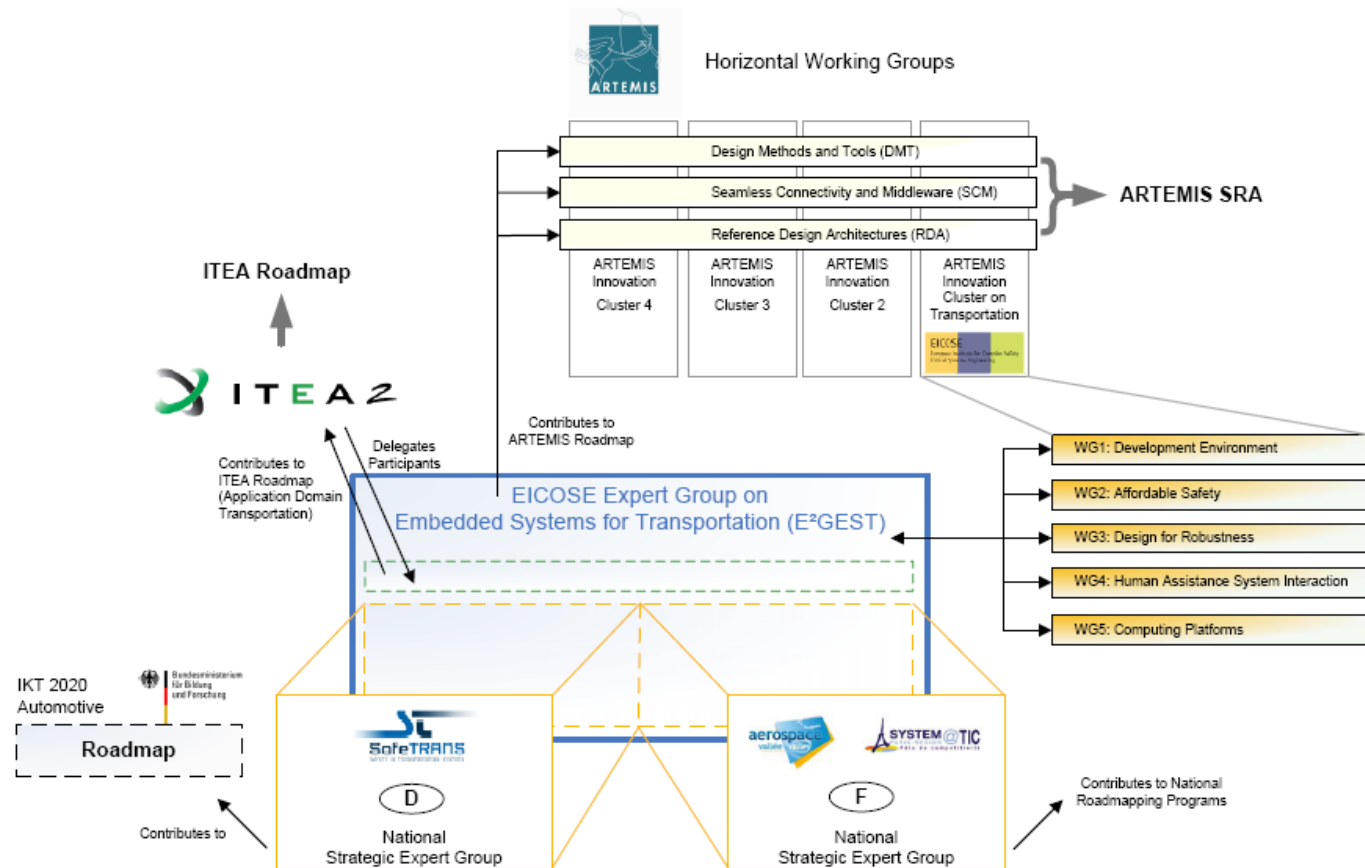 ARTEMIS
Horizontal Working Groups
Design Methods and Tools (DMT)
Seamless Connectivity and Middleware (SCM)
Reference Design Architectures (RDA)
ARTEMIS SRA
ARTEMIS
Innovation
Cluster 4
ARTEMIS
Innovation
Cluster 3
ARTEMIS
Innovation
Cluster 2
ARTEMIS
Innovation
Cluster on
Transportation
EICOSE
ITEA Roadmap
ITEA2
Contributes to
ITEA Roadmap
(Application Domain
Transportation)
Delegates
Participants
Contributes to
ARTEMIS Roadmap
EICOSE Expert Group on
Embedded Systems for Transportation (E²GEST)
WG1: Development Environment
WG2: Affordable Safety
WG3: Design for Robustness
WG4: Human Assistance System Interaction
WG5: Computing Platforms
IKT 2020
Automotive
Bundesministerium
für Bildung
und Forschung
Roadmap
Contributes to
SafeTRANS
D
National
Strategic Expert Group
aerospace
valley
SYSTEM@TIC
F
National
Strategic Expert Group
Contributes to National
Roadmapping Programs